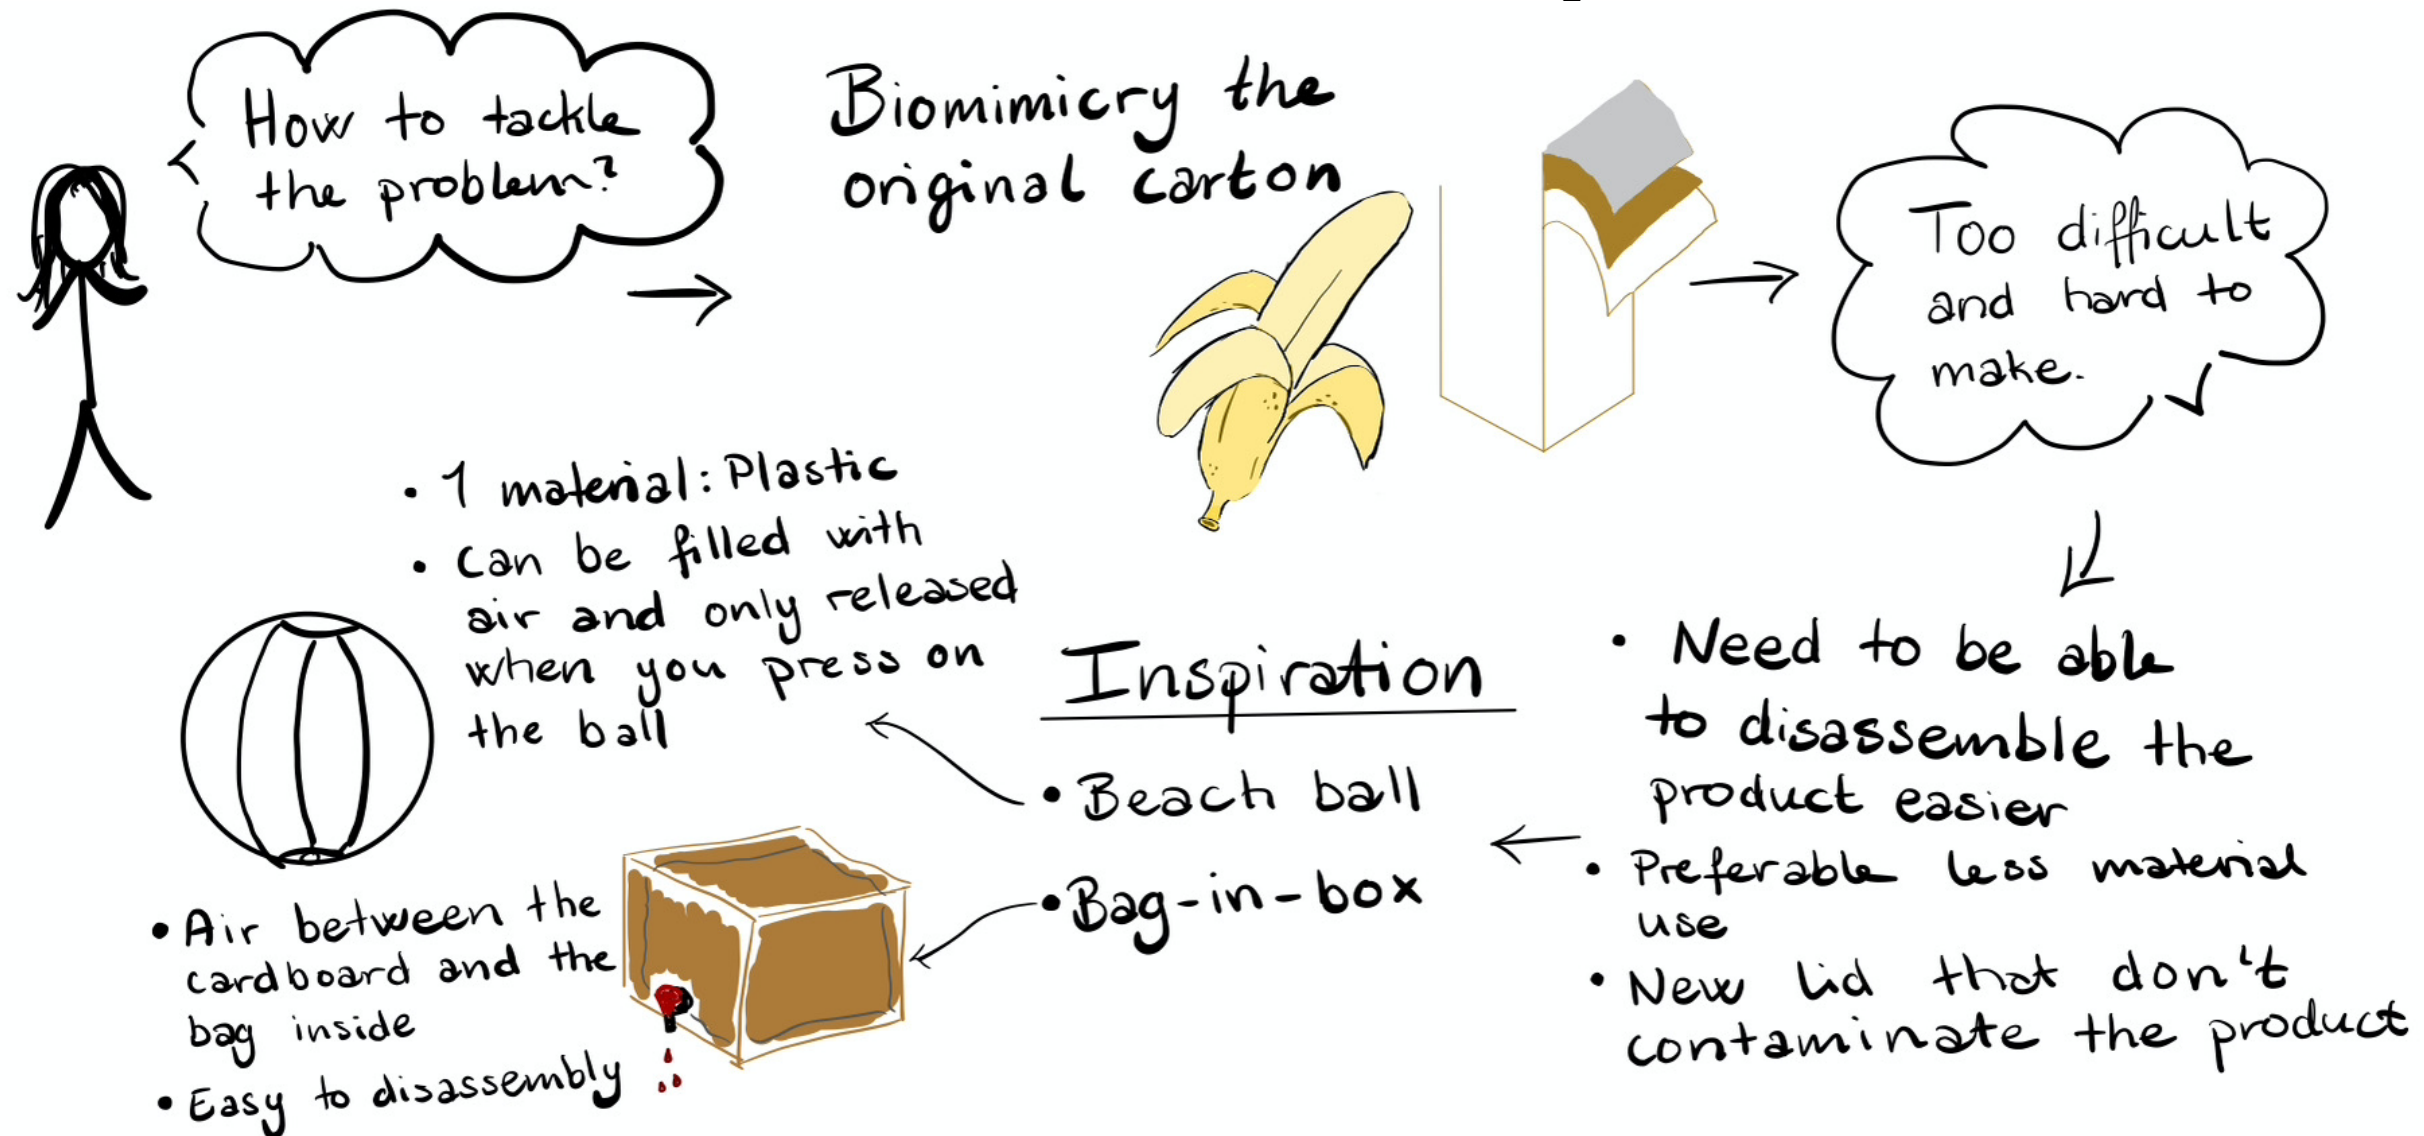 How to tackle
the problem?
Biomimicry the
original carton
Too difficult
and hard to
make.
• Need to be able
to disassemble the
product easier
• Preferable less material
use
• New lid that don't
contaminate the product
Inspiration
• Beach ball
• Bag-in-box
• 1 material: Plastic
• Can be filled with
air and only released
when you press on
the ball
• Air between the
cardboard and the
bag inside
• Easy to disassembly